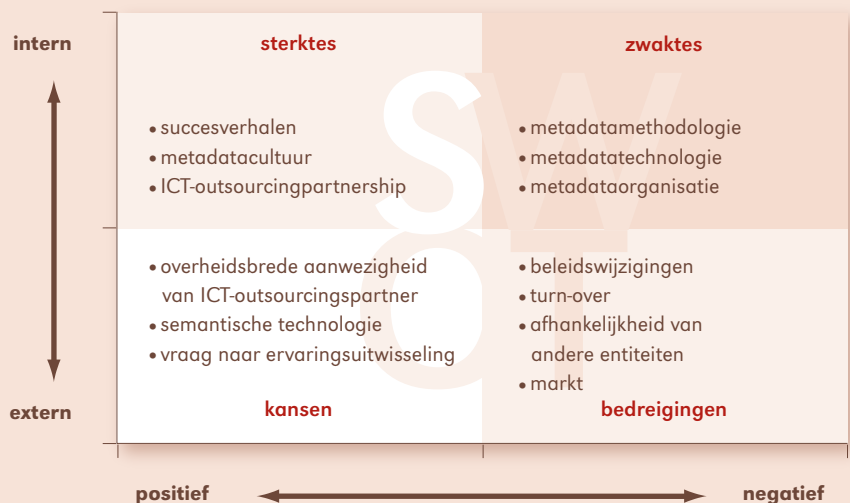 intern
sterktes
zwaktes
S
W
• succesverhalen
• metadatacultuur
• ICT-outsourcingpartnership
• metadatamethodologie
• metadatatechnologie
• metadataorganisatie
O
T
• overheidsbrede aanwezigheid
van ICT-outsourcingspartner
• semantische technologie
• vraag naar ervaringsuitwisseling
• beleidswijzigingen
• turn-over
• afhankelijkheid van
andere entiteiten
• markt
extern
kansen
bedreigingen
positief
negatief